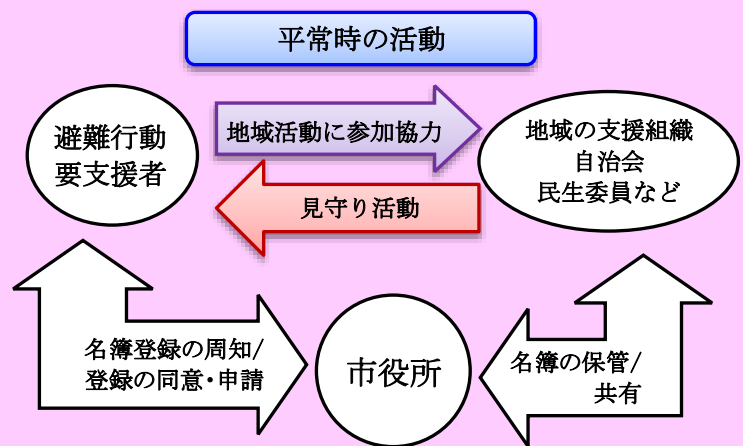 平常時の活動
避難行動
要支援者
地域活動に参加協力
地域の支援組織
自治会
民生委員など
見守り活動
名簿登録の周知/
登録の同意・申請
市役所
名簿の保管/
共有